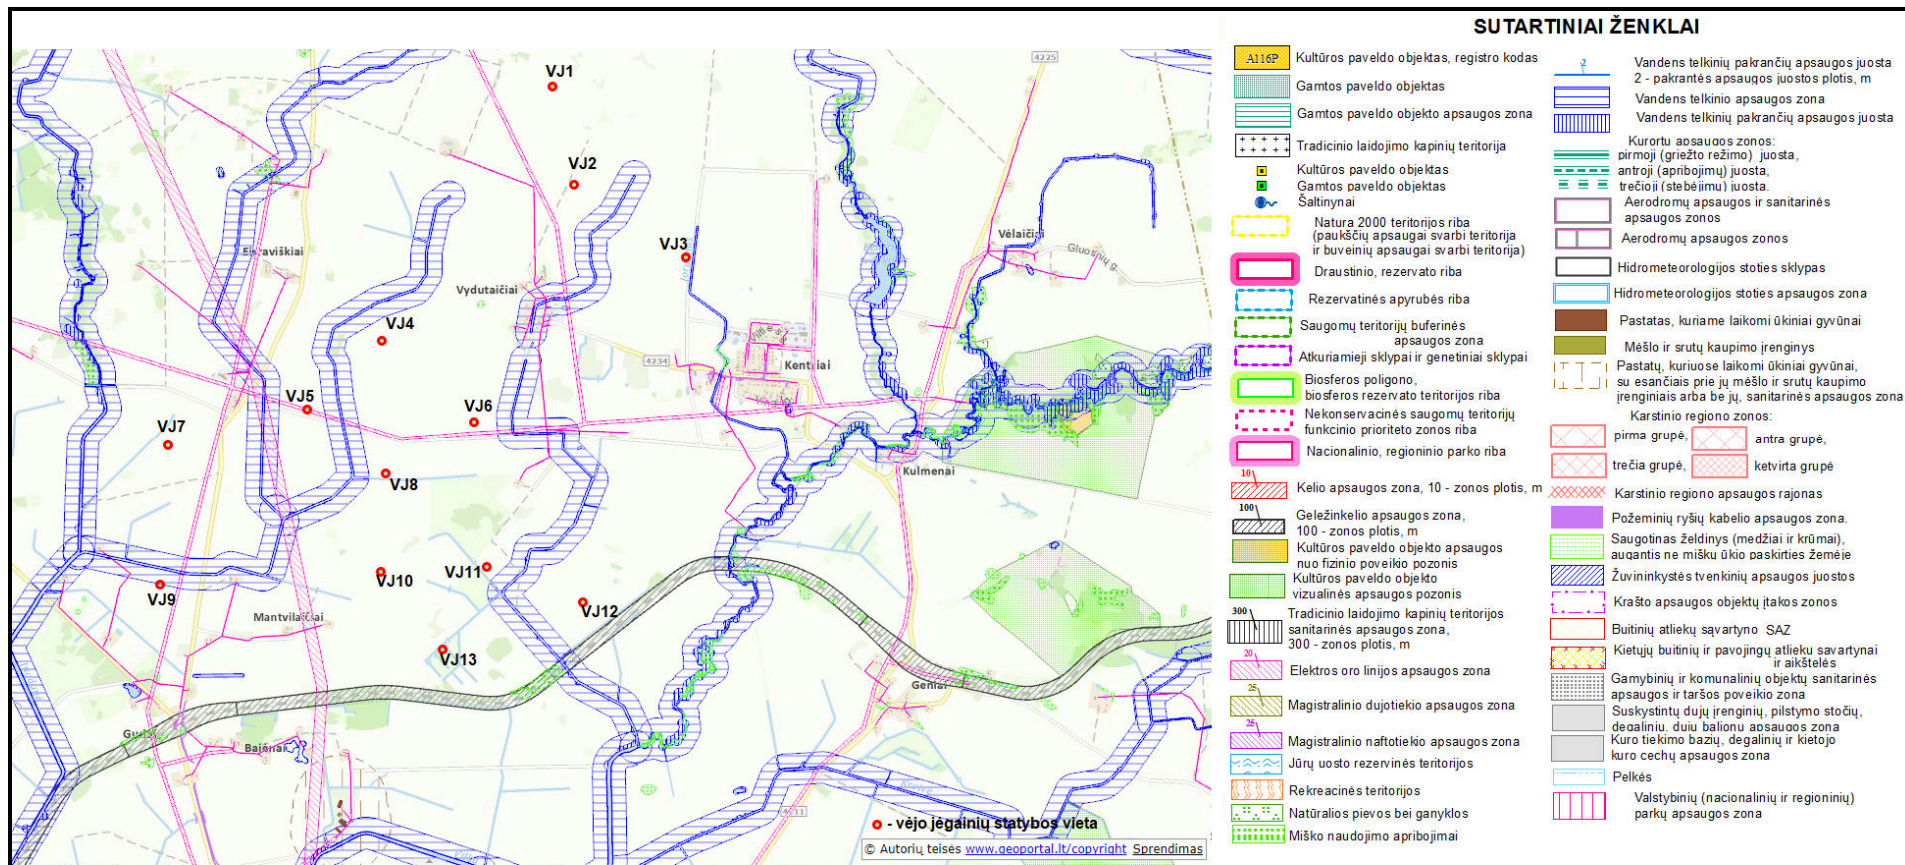 VJ1
4225
VJ2
Vėlaičiai
Gluosnių g.
VJ3
Vydutaičiai
VJ4
4234
Kentriai
VJ5
VJ6
VJ7
Kulmenai
VJ8
VJ11
VJ10
VJ9
VJ12
Mantvilaičiai
VJ13
Geniai
Baiėnai
4211
- vėjo jėgainių statybos vieta
© Autorių teisės www.geoportal.lt/copyright Sprendimas
SUTARTINIAI ŽENKLAI
A116P Kultūros paveldo objektas, registro kodas
Gamtos paveldo objektas
Gamtos paveldo objekto apsaugos zona
Tradicinio laidojimo kapinių teritorija
Kultūros paveldo objektas
Gamtos paveldo objektas
Šaltinynai
Natura 2000 teritorijos riba
(paukščių apsaugai svarbi teritorija
ir buveinių apsaugai svarbi teritorija)
Draustinio, rezervato riba
Rezervatinės apyrubės riba
Saugomų teritorijų buferinės
apsaugos zona
Atkuriamieji sklypai ir genetiniai sklypai
Biosferos poligono,
biosferos rezervato teritorijos riba
Nekonservacinės saugomų teritorijų
funkcinio prioriteto zonos riba
Nacionalinio, regioninio parko riba
10
Kelio apsaugos zona, 10 - zonos plotis, m
100
Geležinkelio apsaugos zona,
100 - zonos plotis, m
Kultūros paveldo objekto apsaugos
nuo fizinio poveikio pozonis
Kultūros paveldo objekto
vizualinės apsaugos pozonis
300
Tradicinio laidojimo kapinių teritorijos
sanitarinės apsaugos zona,
300 - zonos plotis, m
20
Elektros oro linijos apsaugos zona
25
Magistralinio dujotiekio apsaugos zona
25
Magistralinio naftotiekio apsaugos zona
Jūrų uosto rezervinės teritorijos
Rekreacinės teritorijos
Natūralios pievos bei ganyklos
Miško naudojimo apribojimai
2
Vandens telkinių pakrančių apsaugos juosta
2 - pakrantės apsaugos juostos plotis, m
Vandens telkinio apsaugos zona
Vandens telkinių pakrančių apsaugos juosta
Kurortu apsaugos zonos:
pirmoji (griežto režimo) juosta,
antroji (apribojimų) juosta,
trečioji (stebėjimų) juosta.
Aerodromų apsaugos ir sanitarinės
apsaugos zonos
Aerodromų apsaugos zonos
Hidrometeorologijos stoties sklypas
Hidrometeorologijos stoties apsaugos zona
Pastatas, kuriame laikomi ūkiniai gyvūnai
Mėšlo ir srutų kaupimo įrenginys
Pastatų, kuriuose laikomi ūkiniai gyvūnai,
su esančiais prie jų mėšlo ir srutų kaupimo
įrenginiais arba be jų, sanitarinės apsaugos zona
Karstinio regiono zonos:
pirma grupė, antra grupė,
trečia grupė, ketvirta grupė
Karstinio regiono apsaugos rajonas
Požeminių ryšių kabelio apsaugos zona.
Saugotinas želdinys (medžiai ir krūmai),
augantis ne miškų ūkio paskirties žemėje
Žuvininkystės tvenkinių apsaugos juostos
Krašto apsaugos objektų įtakos zonos
Buitinių atliekų sąvartyno SAZ
Kietųjų buitinių ir pavojingų atlieku savartynai
ir aikštelės
Gamybinių ir komunalinių objektų sanitarinės
apsaugos ir taršos poveikio zona
Suskystintų dujų įrenginių, pilstymo stočių,
degalinių, dujų balionų apsaugos zona
Kuro tiekimo bazių, degalinių ir kietojo
kuro cechų apsaugos zona
Pelkės
Valstybinių (nacionalinių ir regioninių)
parkų apsaugos zona